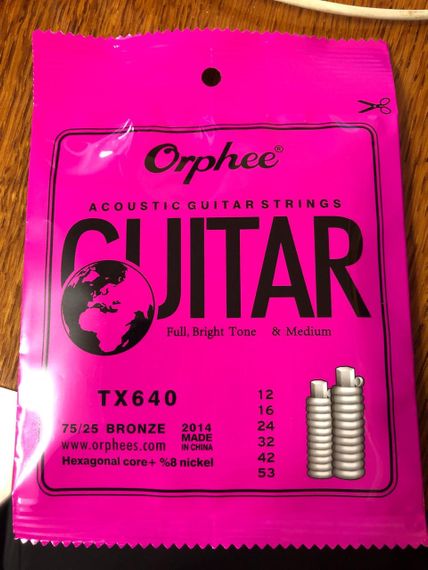 Orphee®
ACOUSTIC GUITAR STRINGS
GUITAR
Full, Bright Tone & Medium
TX640
75/25 BRONZE
www.orphees.com
2014
MADE
IN CHINA
Hexagonal core+ %8 nickel
12
16
24
32
42
53